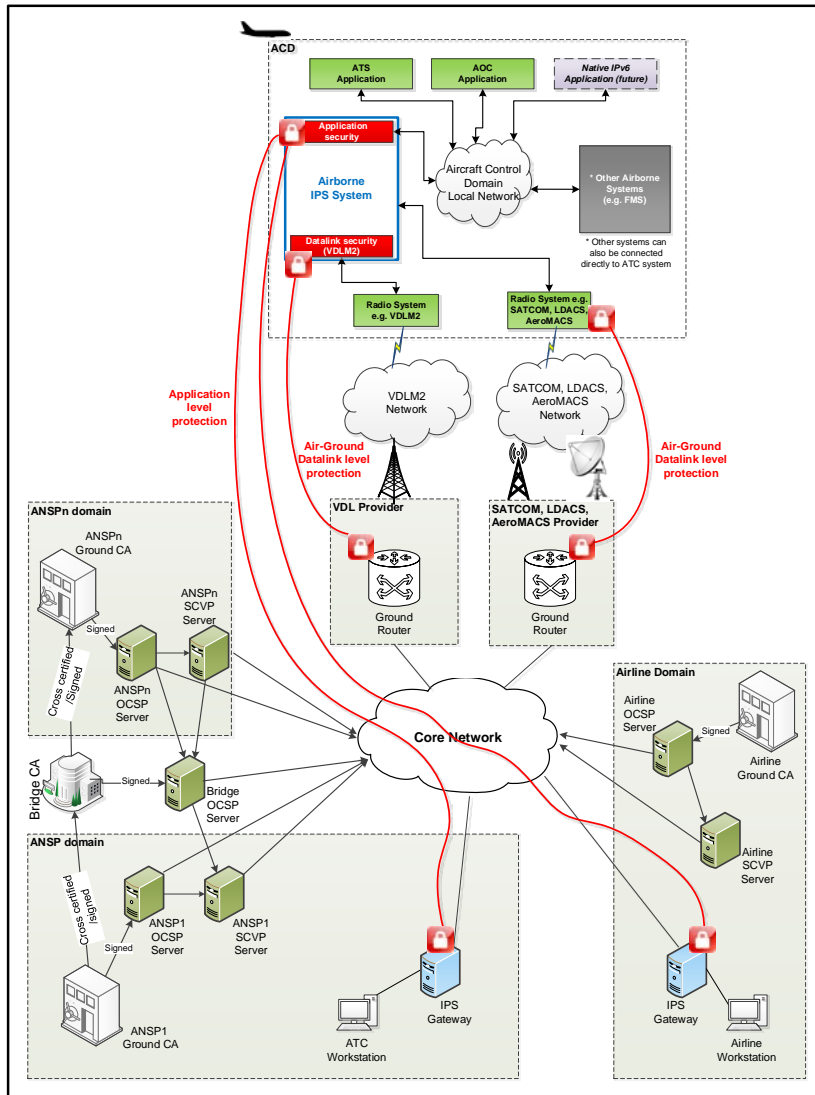 ACD
ATS
Application
AOC
Application
Native IPv6
Application (future)
Application
security
Airborne
IPS System
Datalink security
(VDLM2)
Aircraft Control
Domain
Local Network
* Other Airborne
Systems
(e.g. FMS)
* Other systems can
also be connected
directly to ATC system
Radio System
e.g. VDLM2
Radio System e.g.
SATCOM, LDACS,
AeroMACS
Application
level
protection
VDLM2
Network
SATCOM, LDACS,
AeroMACS
Network
Air-Ground
Datalink level
protection
Air-Ground
Datalink level
protection
VDL Provider
Ground
Router
SATCOM, LDACS,
AeroMACS Provider
Ground
Router
ANSPn domain
ANSPn
Ground CA
Signed
ANSPn
OCSP
Server
ANSPn
SCVP
Server
Cross certified
/Signed
Bridge CA
Signed
Bridge
OCSP
Server
Core Network
Airline Domain
Airline
OCSP
Server
Signed
Airline
Ground CA
Airline
SCVP
Server
IPS
Gateway
Airline
Workstation
ANSP domain
Cross certified
/signed
Signed
ANSP1
OCSP
Server
ANSP1
SCVP
Server
ANSP1
Ground CA
ATC
Workstation
IPS
Gateway